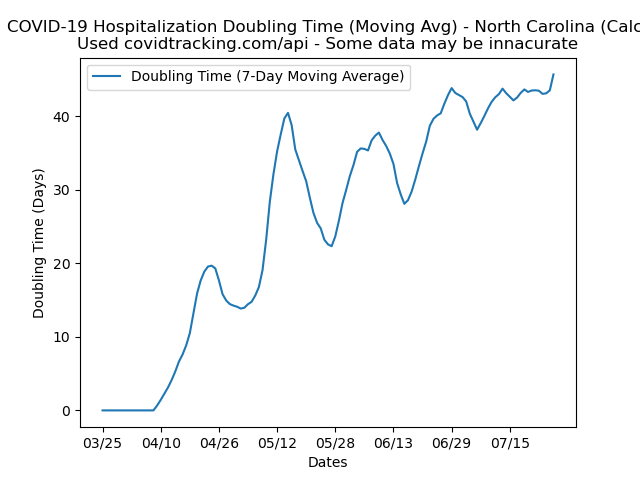 COVID-19 Hospitalization Doubling Time (Moving Avg) - North Carolina (Calc
Used covidtracking.com/api - Some data may be innacurate
Doubling Time (7-Day Moving Average)
Doubling Time (Days)
40
30
20
10
0
03/25 04/10 04/26 05/12 05/28 06/13 06/29 07/15
Dates